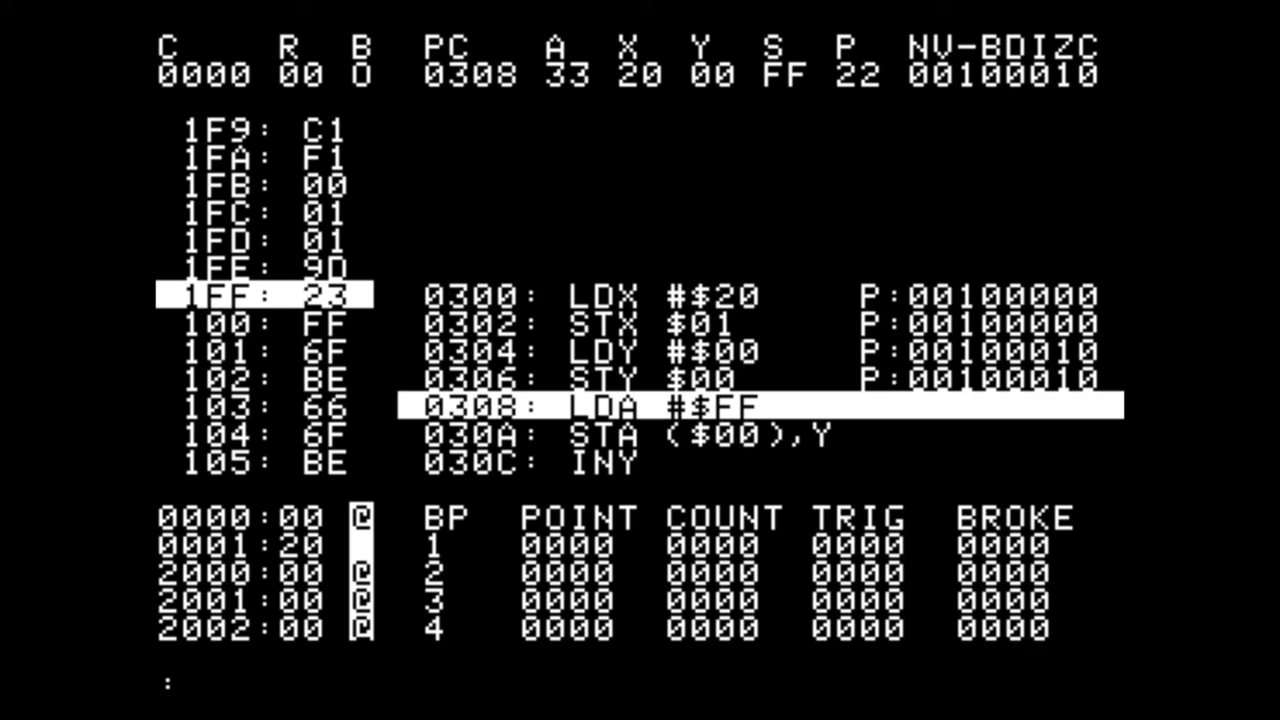 C R B PC A X Y S P NV-BDIZC
0000 00 O 0308 33 20 00 FF 22 00100010
1F9: C1
1FA: F1
1FB: 00
1FC: 01
1FD: 01
1FE: 9D
1FF: 23 0300: LDX #$20 P:00100000
100: FF 0302: STX $01 P:00100000
101: 6F 0304: LDY #$00 P:00100010
102: BE 0306: STY $00 P:00100010
103: 66 0308: LDA #$FF
104: 6F 030A: STA ($00),Y
105: BE 030C: INY
0000:00 @ BP POINT COUNT TRIG BROKE
0001:20 1 0000 0000 0000 0000
2000:00 @ 2 0000 0000 0000 0000
2001:00 @ 3 0000 0000 0000 0000
2002:00 @ 4 0000 0000 0000 0000
: